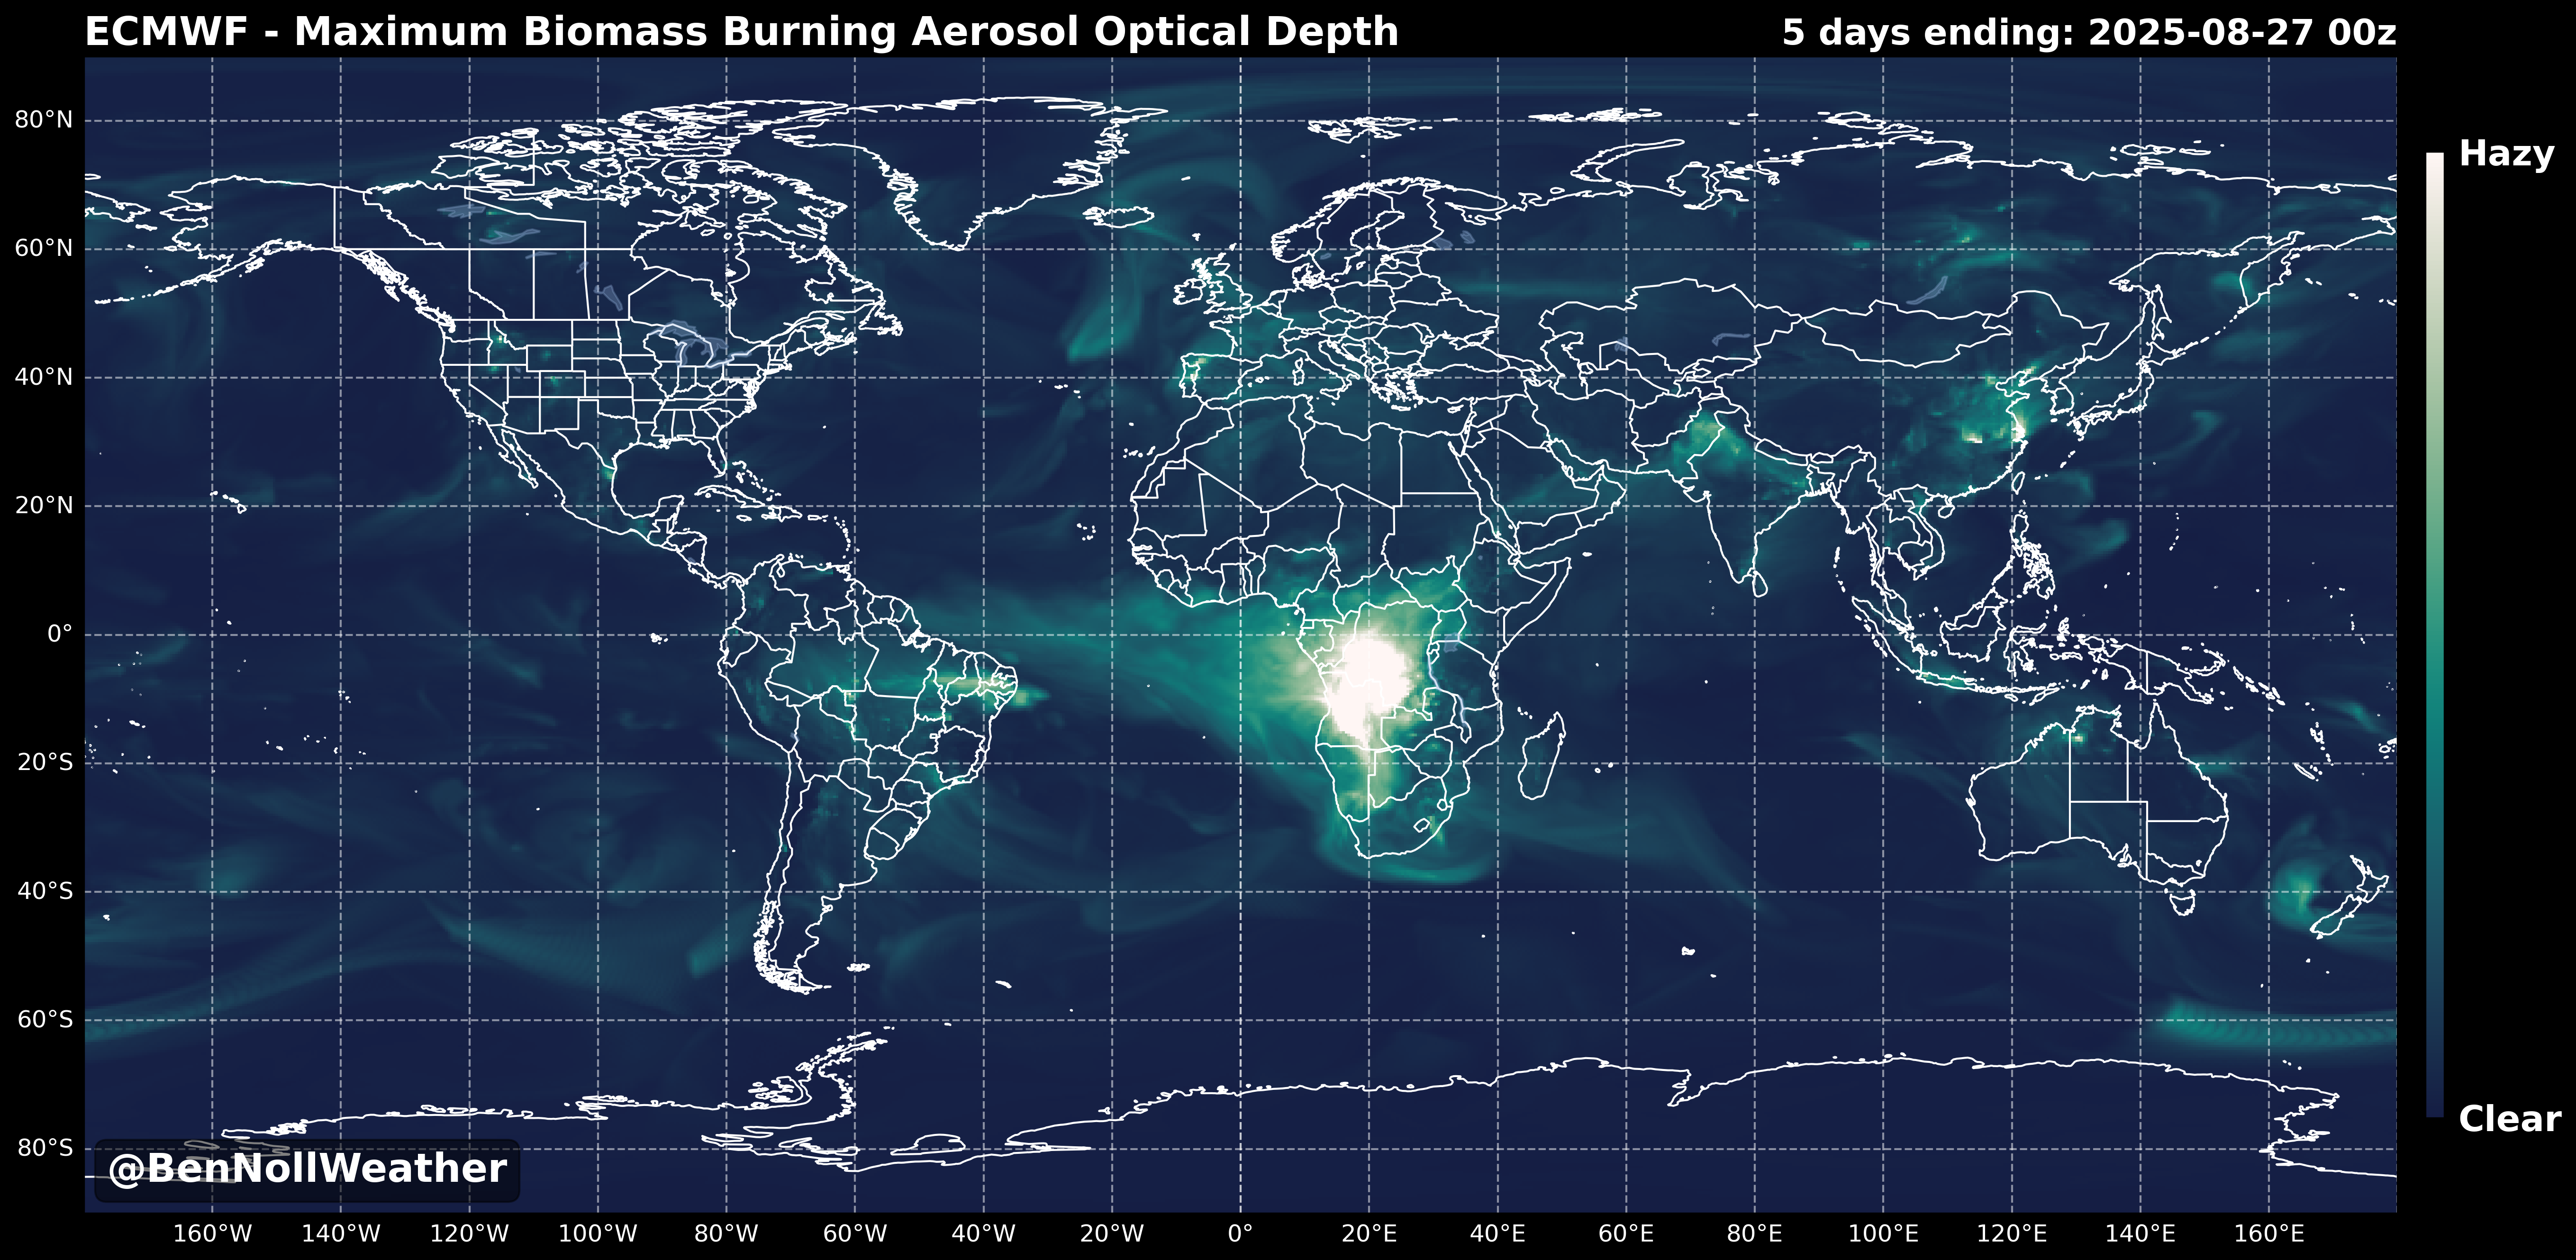 ECMWF - Maximum Biomass Burning Aerosol Optical Depth
5 days ending: 2025-08-27 00z
80°N
60°N
40°N
20°N
0°
20°S
40°S
60°S
80°S
160°W
140°W
120°W
100°W
80°W
60°W
40°W
20°W
0°
20°E
40°E
60°E
80°E
100°E
120°E
140°E
160°E
Hazy
Clear
@BenNollWeather